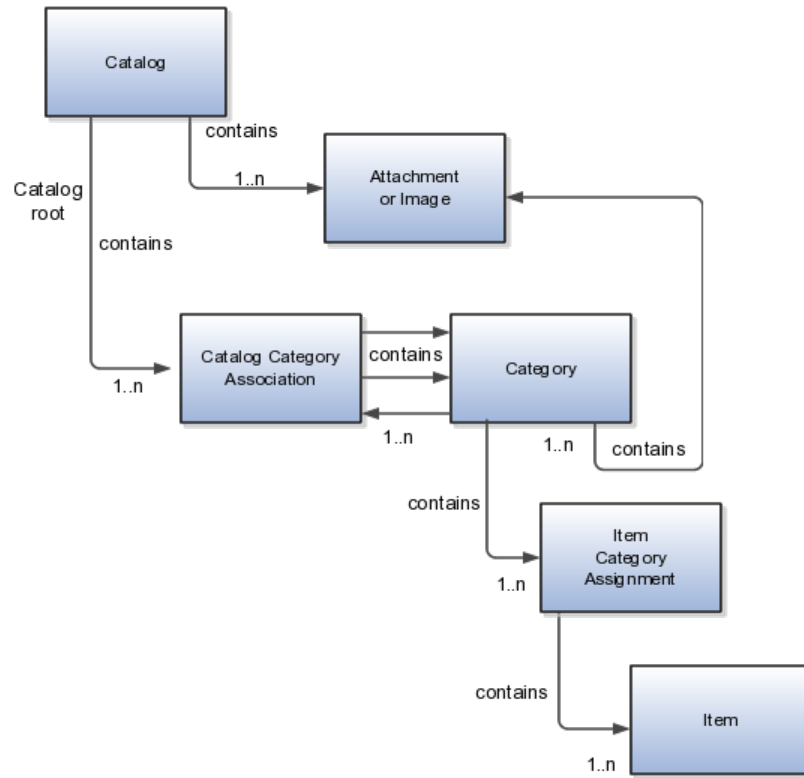 Catalog
contains
1..n
Attachment
or Image
Catalog
root
contains
1..n
Catalog Category
Association
contains
Category
1..n
1..n
contains
contains
1..n
Item
Category
Assignment
contains
1..n
Item